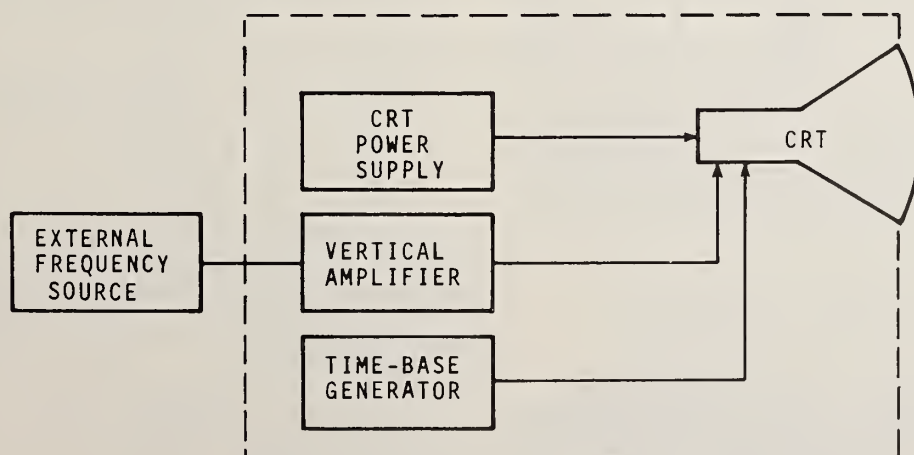 CRT
POWER
SUPPLY
CRT
EXTERNAL
FREQUENCY
SOURCE
VERTICAL
AMPLIFIER
TIME-BASE
GENERATOR